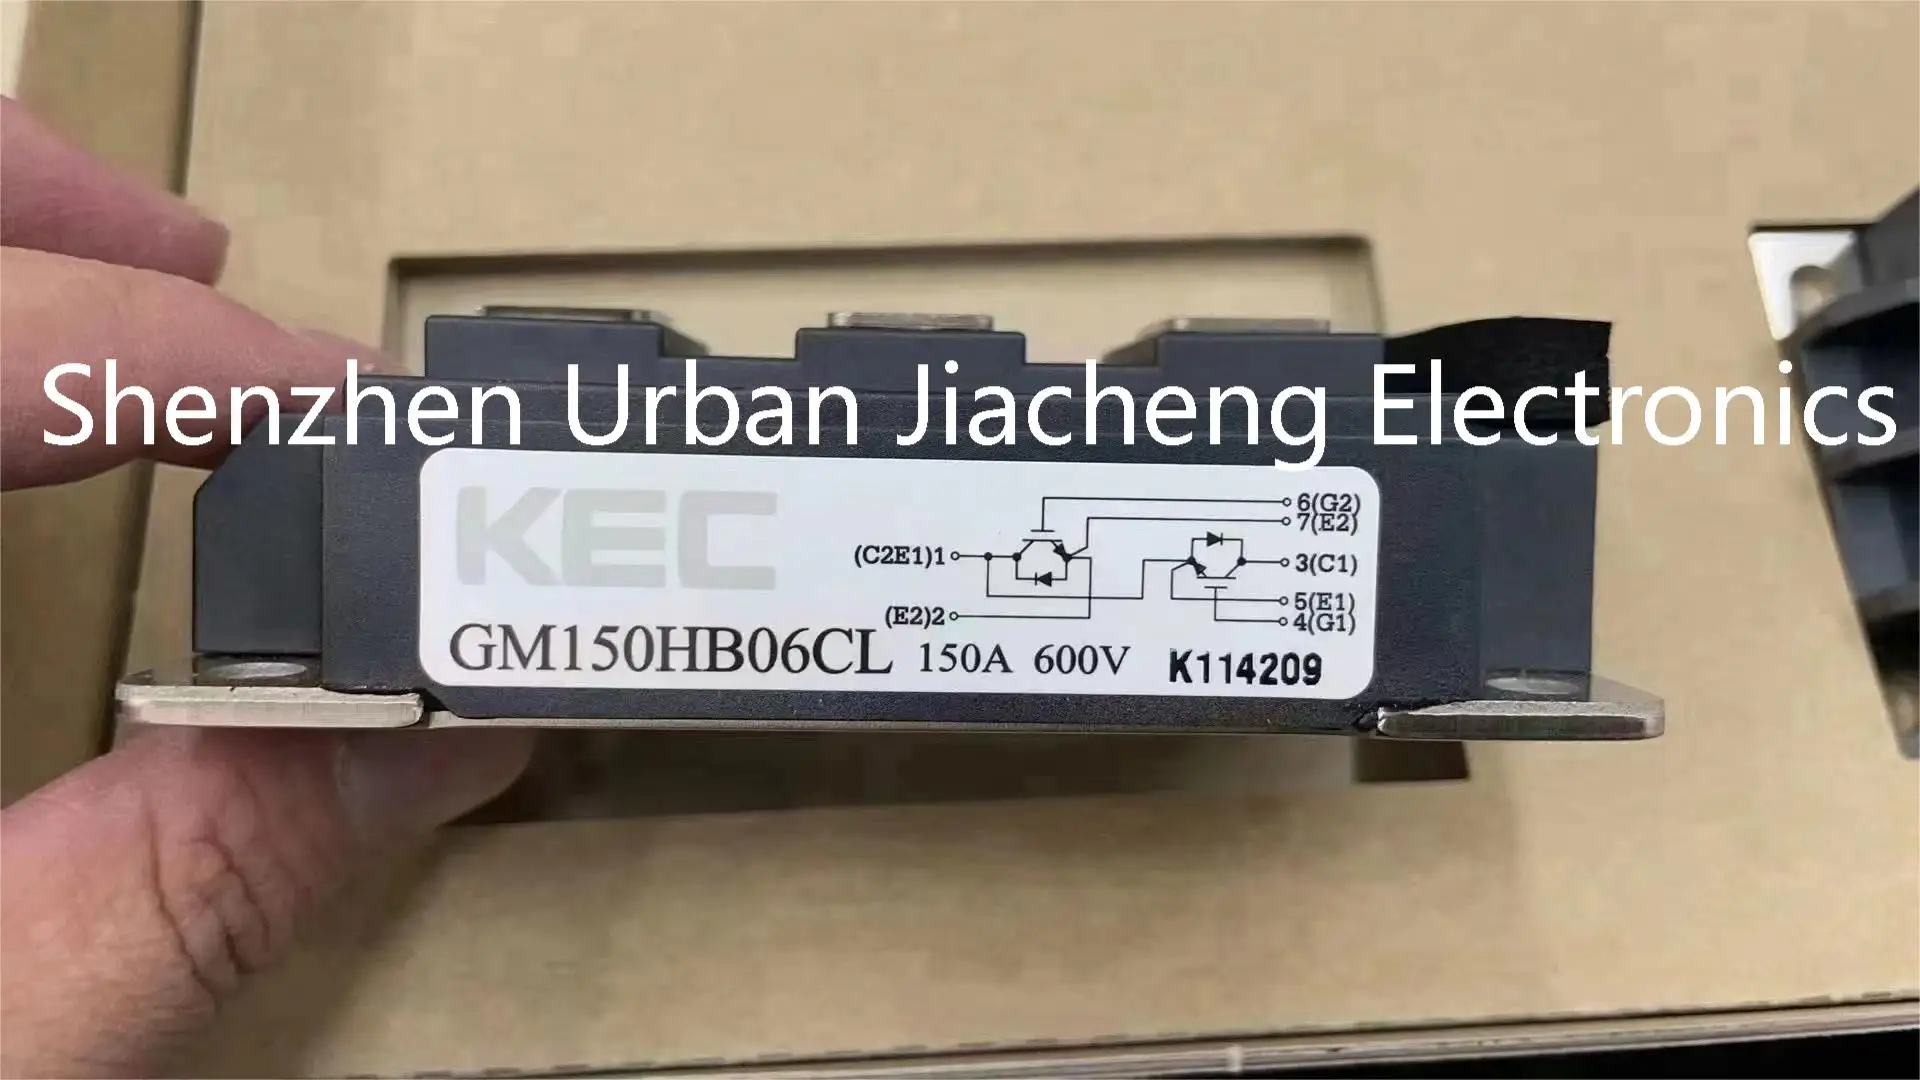 Shenzhen Urban Jiacheng Electronics
KEC
6(G2)
7(E2)
(C2E1)1
3(C1)
5(E1)
(E2)2
4(G1)
GM150HB06CL 150A 600V K114209